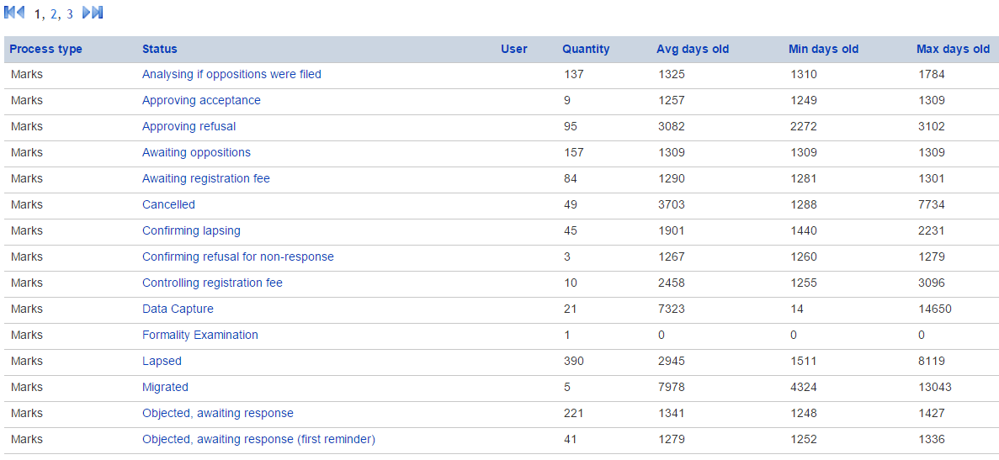 1, 2, 3
Process type Status User Quantity Avg days old Min days old Max days old
Marks Analysing if oppositions were filed 137 1325 1310 1784
Marks Approving acceptance 9 1257 1249 1309
Marks Approving refusal 95 3082 2272 3102
Marks Awaiting oppositions 157 1309 1309 1309
Marks Awaiting registration fee 84 1290 1281 1301
Marks Cancelled 49 3703 1288 7734
Marks Confirming lapsing 45 1901 1440 2231
Marks Confirming refusal for non-response 3 1267 1260 1279
Marks Controlling registration fee 10 2458 1255 3096
Marks Data Capture 21 7323 14 14650
Marks Formality Examination 1 0 0 0
Marks Lapsed 390 2945 1511 8119
Marks Migrated 5 7978 4324 13043
Marks Objected, awaiting response 221 1341 1248 1427
Marks Objected, awaiting response (first reminder) 41 1279 1252 1336